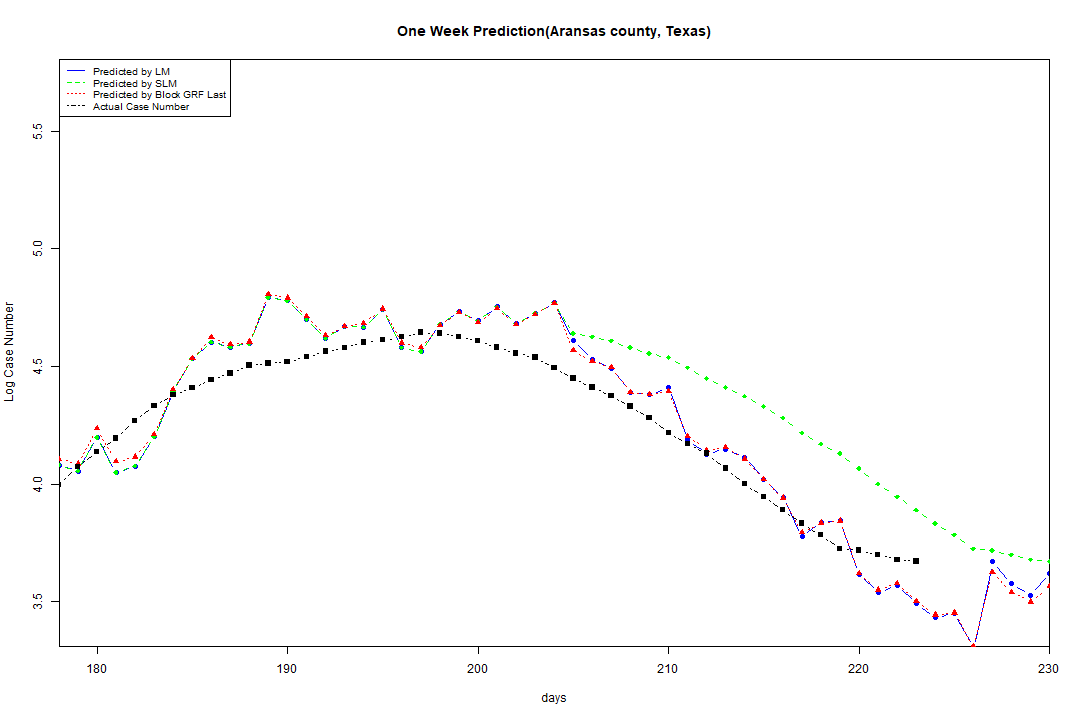 One Week Prediction(Aransas county, Texas)
Predicted by LM
Predicted by SLM
Predicted by Block GRF Last
Actual Case Number
5.5
5.0
4.5
4.0
3.5
Log Case Number
180 190 200 210 220 230
days